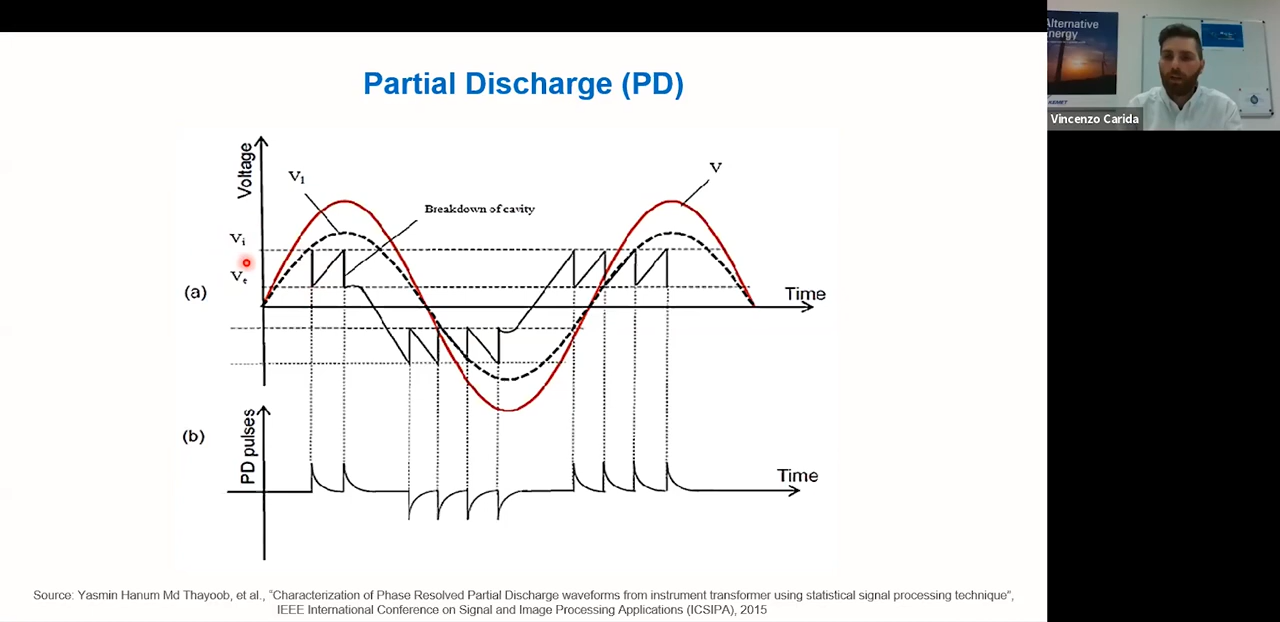 Partial Discharge (PD)
Alternative
Energy
KEMET
Vincenzo Carida
Voltage
V1
V
Breakdown of cavity
Vi
Ve
(a)
Time
(b)
PD pulses
Time
Source: Yasmin Hanum Md Thayoob, et al., "Characterization of Phase Resolved Partial Discharge waveforms from instrument transformer using statistical signal processing technique",
IEEE International Conference on Signal and Image Processing Applications (ICSIPA), 2015